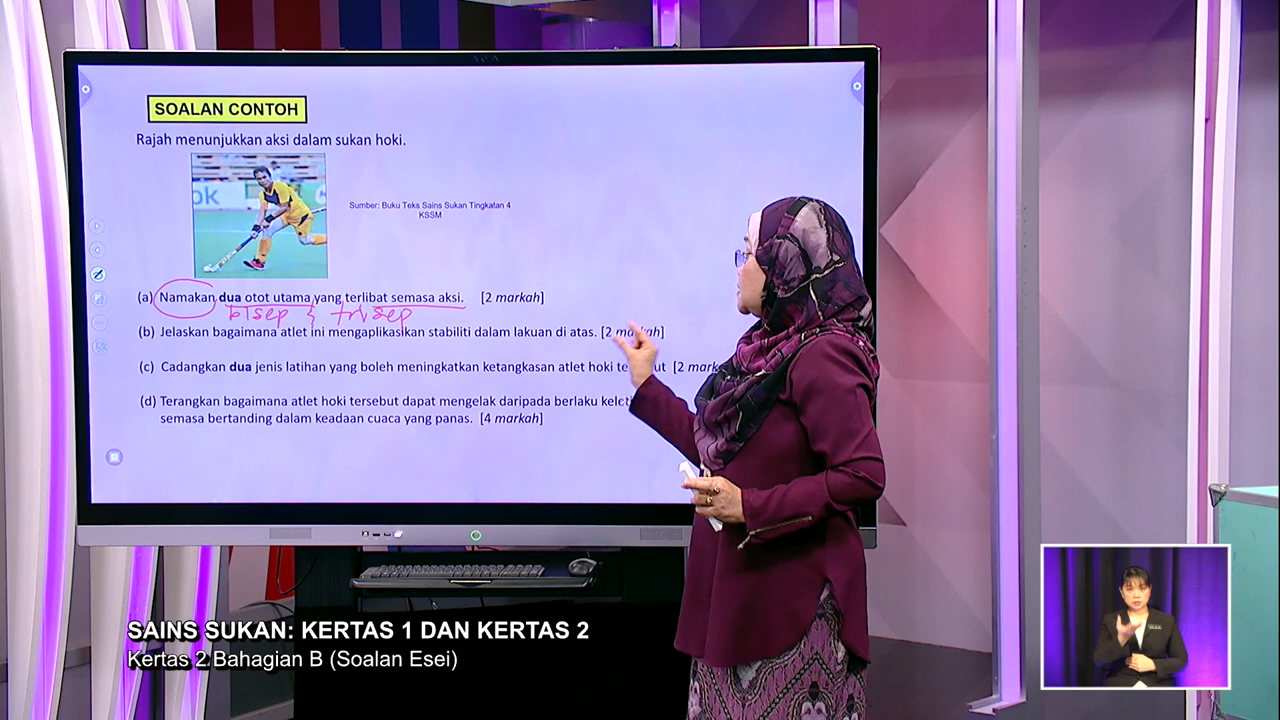 SOALAN CONTOH
Rajah menunjukkan aksi dalam sukan hoki.
ok
Sumber: Buku Teks Sains Sukan Tingkatan 4
KSSM
(a) Namakan dua otot utama yang terlibat semasa aksi. [2 markah]
bisep & trisep
(b) Jelaskan bagaimana atlet ini mengaplikasikan stabiliti dalam lakuan di atas. [2 markah]
(c) Cadangkan dua jenis latihan yang boleh meningkatkan ketangkasan atlet hoki [2 mark
(d) Terangkan bagaimana atlet hoki tersebut dapat mengelak daripada berlaku
semasa bertanding dalam keadaan cuaca yang panas. [4 markah]
SAINS SUKAN: KERTAS 1 DAN KERTAS 2
Kertas 2 Bahagian B (Soalan Esei)